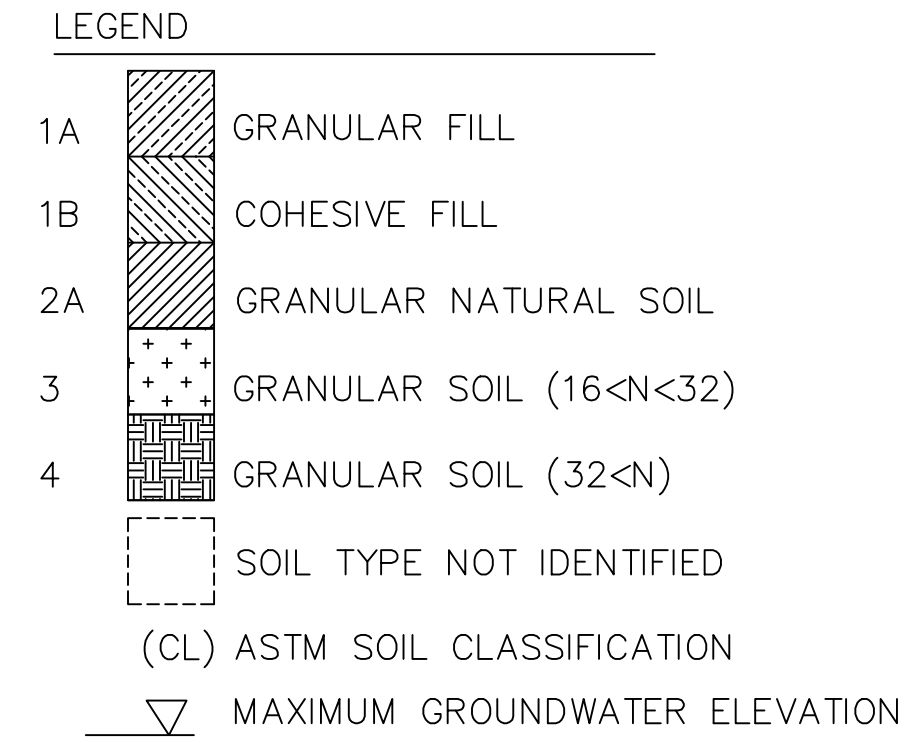 LEGEND
1A GRANULAR FILL
1B COHESIVE FILL
2A GRANULAR NATURAL SOIL
3 GRANULAR SOIL (16<N<32)
4 GRANULAR SOIL (32<N)
SOIL TYPE NOT IDENTIFIED
(CL) ASTM SOIL CLASSIFICATION
MAXIMUM GROUNDWATER ELEVATION